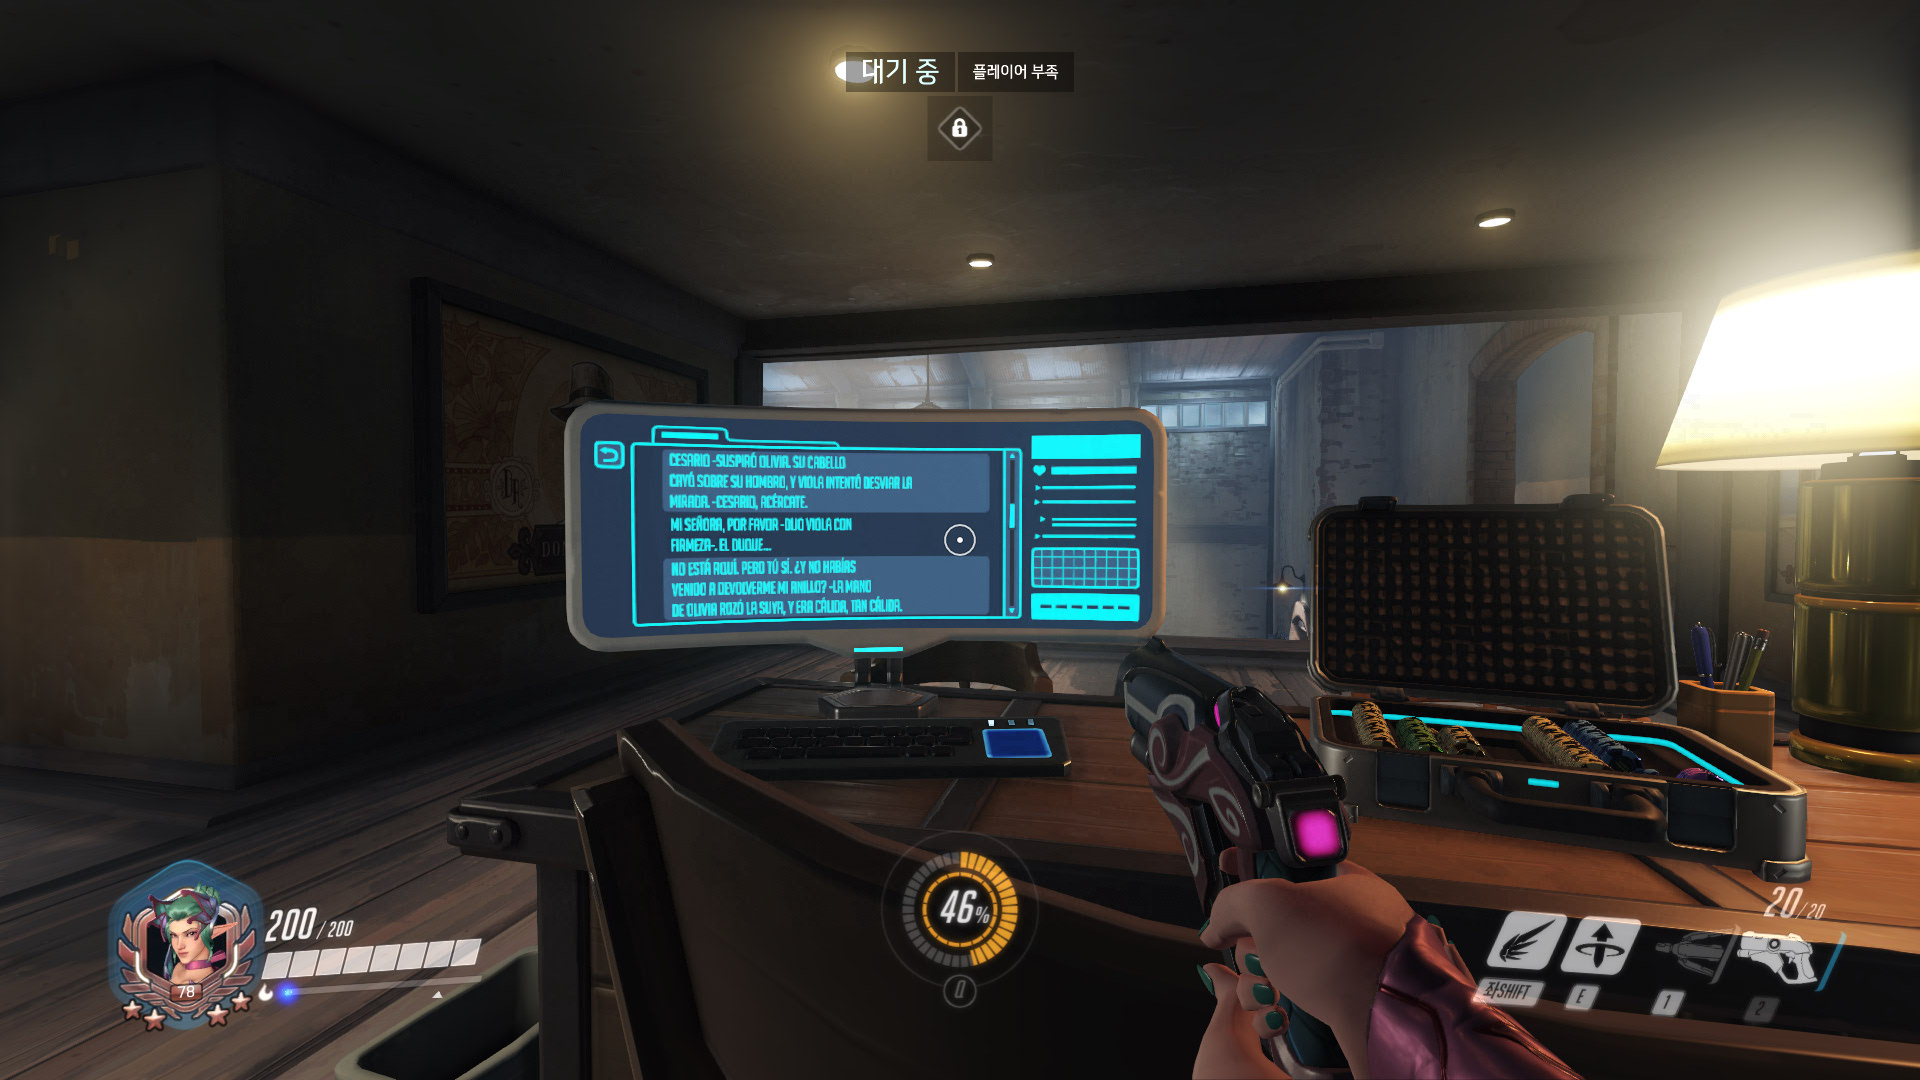 대기 중
플레이어 부족
CESARIO -SUSPIRÓ OLIVIA. SU CABELLO
CAYÓ SOBRE SU HOMBRO, Y VIOLA INTENTÓ DESVIAR LA
MIRADA. -CESARIO, ACÉRCATE.
MI SEÑORA, POR FAVOR -DIJO VIOLA CON
FIRMEZA-. EL DUQUE...
NO ESTÁ AQUÍ. PERO TÚ SÍ. ¿Y NO HABÍAS
VENIDO A DEVOLVERME MI ANILLO? -LA MANO
DE OLIVIA ROZÓ LA SUYA, Y ERA CÁLIDA, TAN CÁLIDA.
78
200/200
46%
Q
20/20
좌SHIFT
E
1
2